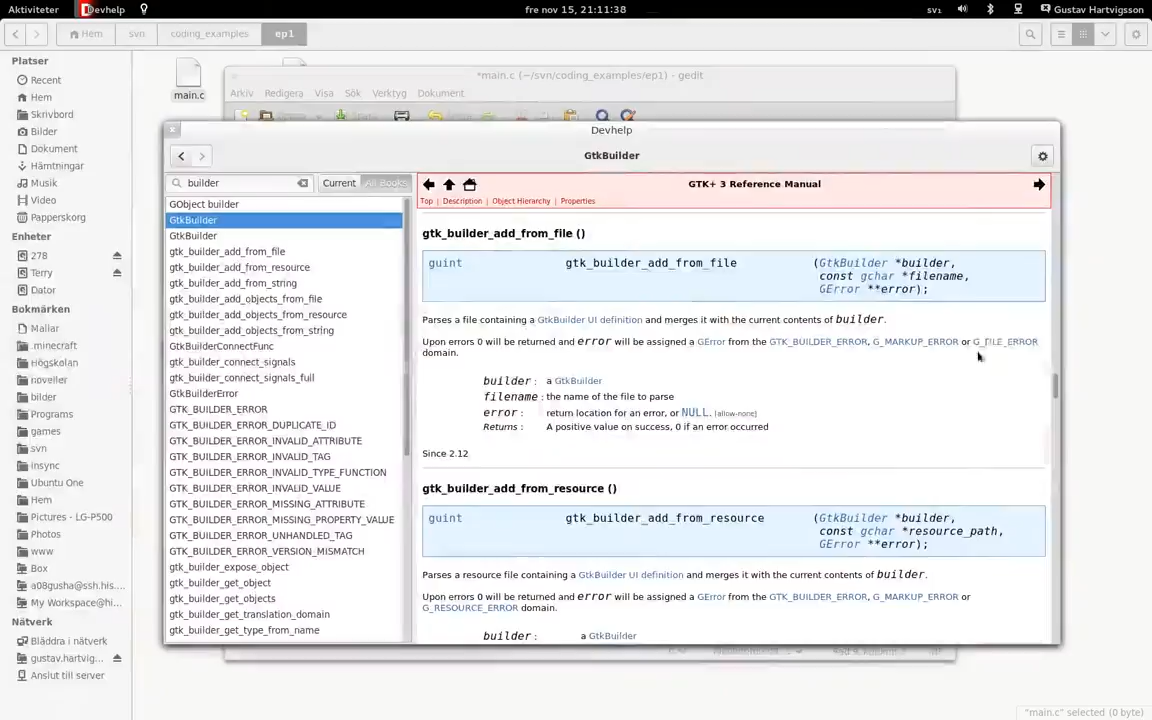 Aktiviteter Devhelp fre nov 15, 21:11:38 sv₁ Gustav Hartvigsson
Hem svn coding_examples ep1
Platser
Recent
Hem
Skrivbord
Bilder
Dokument
Hämtningar
Musik
Video
Papperskorg
Enheter
278
Terry
Dator
Bokmärken
Mallar
.minecraft
Högskolan
noveller
bilder
Programs
games
svn
insync
Ubuntu One
Hem
Pictures - LG-P500
Photos
www
Box
a08gusha@ssh.his....
My Workspace@hi...
Nätverk
Bläddra i nätverk
gustav.hartvig...
Anslut till server
main.c
*main.c (~/svn/coding_examples/ep1) - gedit
Arkiv Redigera Visa Sök Verktyg Dokument
Devhelp
GtkBuilder
builder Current All Books
GObject builder
GtkBuilder
GtkBuilder
gtk_builder_add_from_file
gtk_builder_add_from_resource
gtk_builder_add_from_string
gtk_builder_add_objects_from_file
gtk_builder_add_objects_from_resource
gtk_builder_add_objects_from_string
GtkBuilderConnectFunc
gtk_builder_connect_signals
gtk_builder_connect_signals_full
GtkBuilderError
GTK_BUILDER_ERROR
GTK_BUILDER_ERROR_DUPLICATE_ID
GTK_BUILDER_ERROR_INVALID_ATTRIBUTE
GTK_BUILDER_ERROR_INVALID_TAG
GTK_BUILDER_ERROR_INVALID_TYPE_FUNCTION
GTK_BUILDER_ERROR_INVALID_VALUE
GTK_BUILDER_ERROR_MISSING_ATTRIBUTE
GTK_BUILDER_ERROR_MISSING_PROPERTY_VALUE
GTK_BUILDER_ERROR_UNHANDLED_TAG
GTK_BUILDER_ERROR_VERSION_MISMATCH
gtk_builder_expose_object
gtk_builder_get_object
gtk_builder_get_objects
gtk_builder_get_translation_domain
gtk_builder_get_type_from_name
GTK+ 3 Reference Manual
Top | Description | Object Hierarchy | Properties
gtk_builder_add_from_file ()
guint gtk_builder_add_from_file (GtkBuilder *builder,
const gchar *filename,
GError **error);
Parses a file containing a GtkBuilder UI definition and merges it with the current contents of builder.
Upon errors 0 will be returned and error will be assigned a GError from the GTK_BUILDER_ERROR, G_MARKUP_ERROR or G_FILE_ERROR
domain.
builder : a GtkBuilder
filename : the name of the file to parse
error : return location for an error, or NULL. [allow-none]
Returns : A positive value on success, 0 if an error occurred
Since 2.12
gtk_builder_add_from_resource ()
guint gtk_builder_add_from_resource (GtkBuilder *builder,
const gchar *resource_path,
GError **error);
Parses a resource file containing a GtkBuilder UI definition and merges it with the current contents of builder.
Upon errors 0 will be returned and error will be assigned a GError from the GTK_BUILDER_ERROR, G_MARKUP_ERROR or
G_RESOURCE_ERROR domain.
builder : a GtkBuilder
"main.c" selected (0 byte)